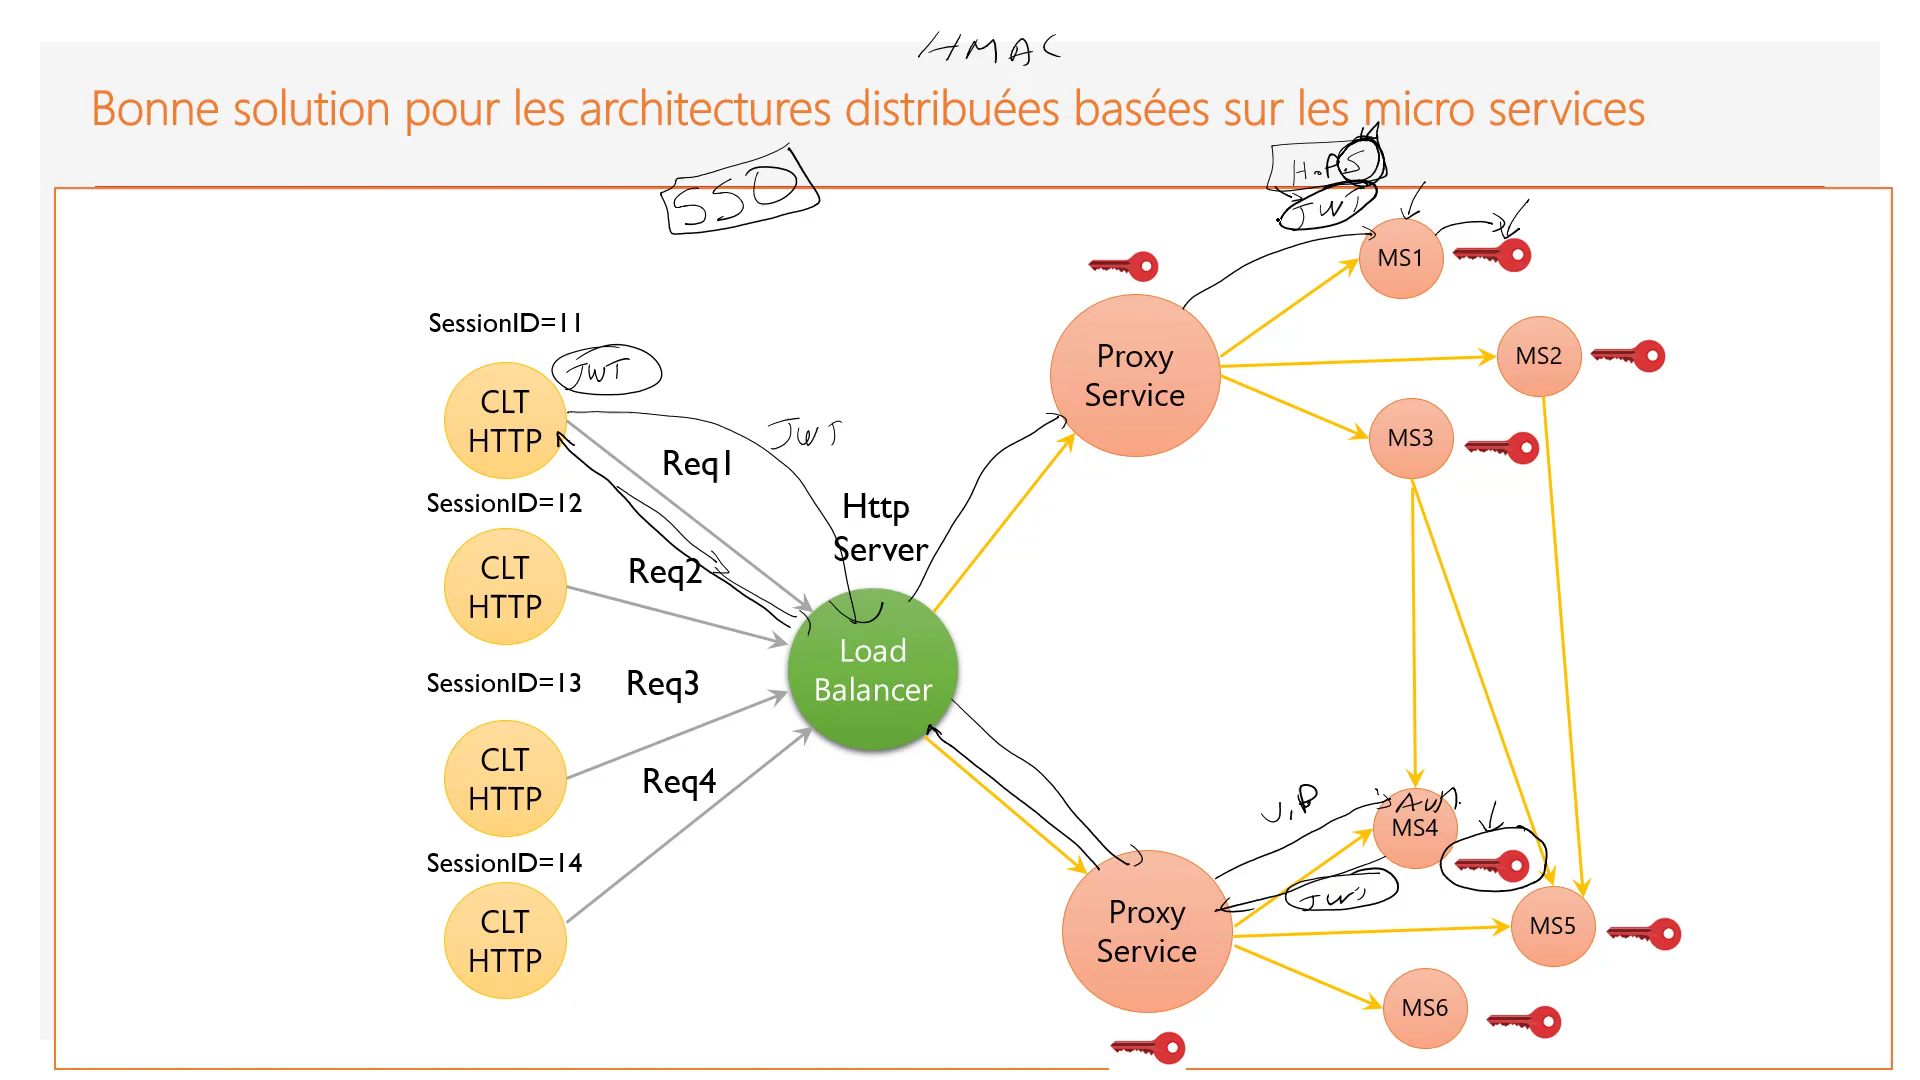 HMAC
Bonne solution pour les architectures distribuées basées sur les micro services
SSO
H.P.S
JWT
MS1
SessionID=11
JWT
CLT
HTTP
JWT
Req1
Proxy
Service
MS2
MS3
SessionID=12
Http
Server
CLT
HTTP
Req2
Load
Balancer
SessionID=13
Req3
CLT
HTTP
Req4
U,P
Aut.
MS4
JWT
SessionID=14
CLT
HTTP
Proxy
Service
MS5
MS6